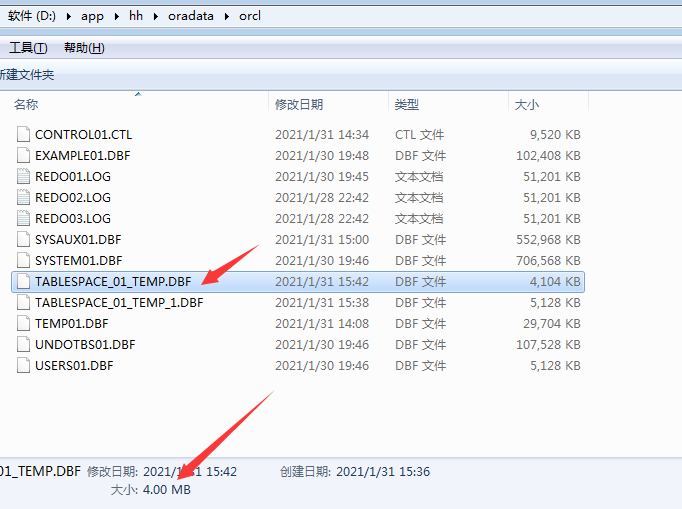 软件 (D:) ▸ app ▸ hh ▸ oradata ▸ orcl
工具(T) 帮助(H)
新建文件夹
名称 修改日期 类型 大小
CONTROL01.CTL 2021/1/31 14:34 CTL 文件 9,520 KB
EXAMPLE01.DBF 2021/1/30 19:48 DBF 文件 102,408 KB
REDO01.LOG 2021/1/30 19:45 文本文档 51,201 KB
REDO02.LOG 2021/1/28 22:42 文本文档 51,201 KB
REDO03.LOG 2021/1/28 22:42 文本文档 51,201 KB
SYSAUX01.DBF 2021/1/31 15:00 DBF 文件 552,968 KB
SYSTEM01.DBF 2021/1/30 19:46 DBF 文件 706,568 KB
TABLESPACE_01_TEMP.DBF 2021/1/31 15:42 DBF 文件 4,104 KB
TABLESPACE_01_TEMP_1.DBF 2021/1/31 15:38 DBF 文件 5,128 KB
TEMP01.DBF 2021/1/31 14:08 DBF 文件 29,704 KB
UNDOTBS01.DBF 2021/1/30 19:46 DBF 文件 107,528 KB
USERS01.DBF 2021/1/30 19:46 DBF 文件 5,128 KB
01_TEMP.DBF 修改日期: 2021/1/31 15:42 创建日期: 2021/1/31 15:36
大小: 4.00 MB